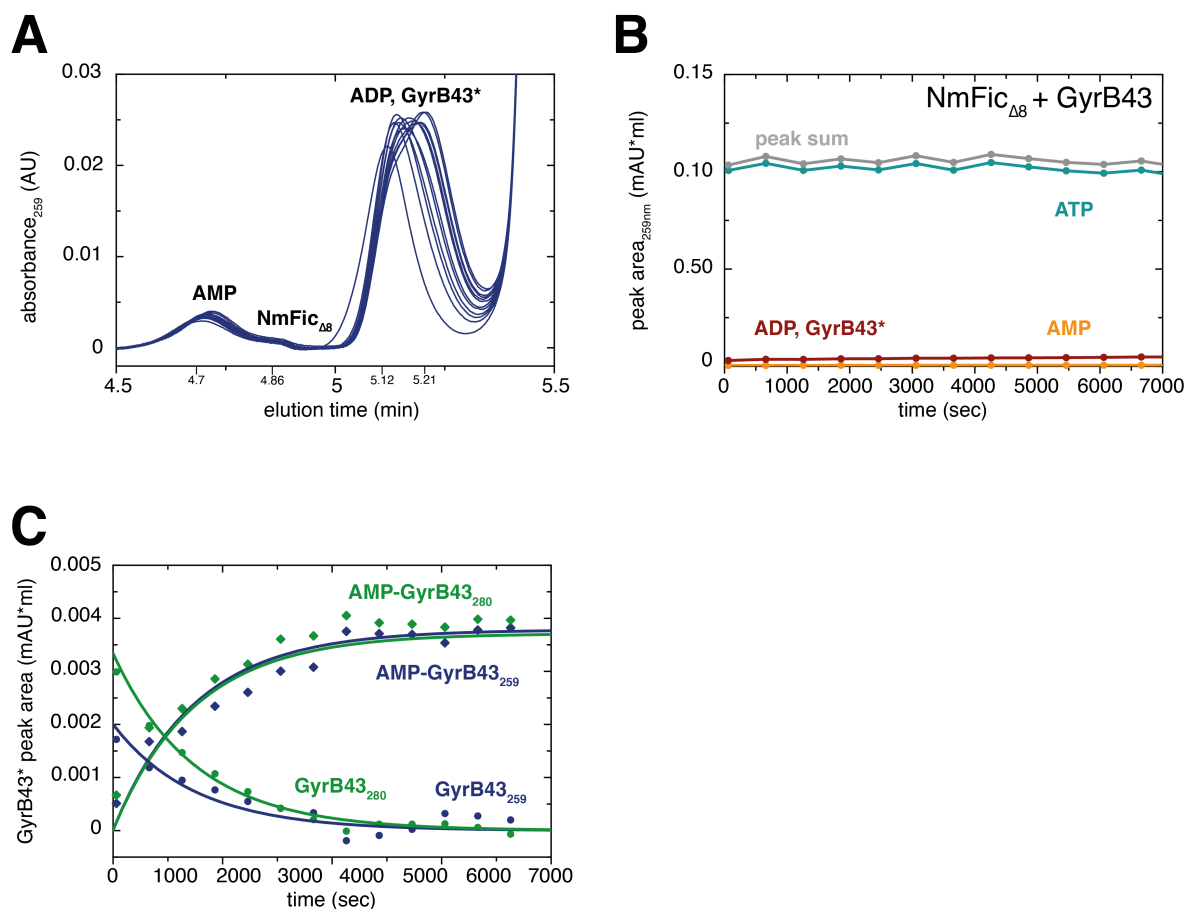 A
0.03
0.02
0.01
0
absorbance259 (AU)
AMP
NmFicΔ8
ADP, GyrB43*
4.5
4.7
4.86
5
5.12
5.21
5.5
elution time (min)
B
0.15
0.10
0.50
0
peak area259nm (mAU*ml)
NmFicΔ8 + GyrB43
peak sum
ATP
ADP, GyrB43*
AMP
0 1000 2000 3000 4000 5000 6000 7000
time (sec)
C
0.005
0.004
0.003
0.002
0.001
0
GyrB43* peak area (mAU*ml)
AMP-GyrB43280
AMP-GyrB43259
GyrB43280
GyrB43259
0 1000 2000 3000 4000 5000 6000 7000
time (sec)